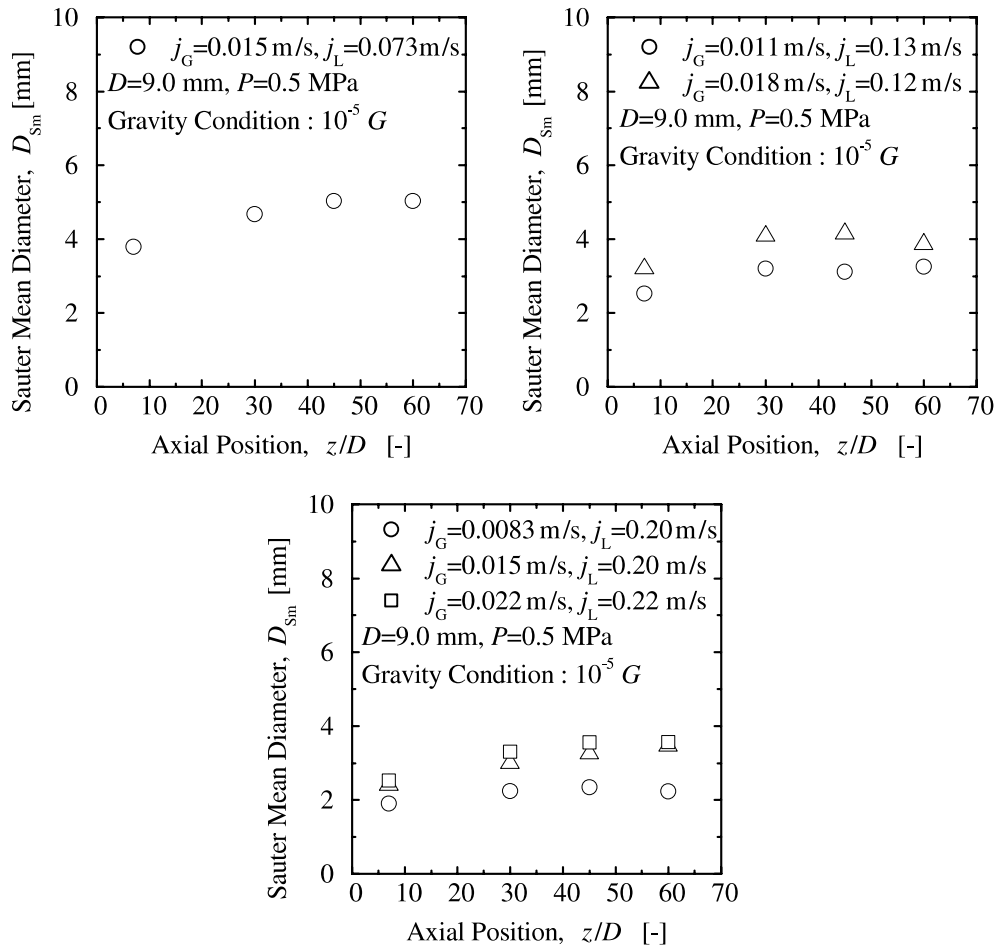 10
8
6
4
2
0
Sauter Mean Diameter, D_Sm [mm]
○ j_G=0.015 m/s, j_L=0.073m/s
D=9.0 mm, P=0.5 MPa
Gravity Condition : 10^-5 G
0 10 20 30 40 50 60 70
Axial Position, z/D [-]
10
8
6
4
2
0
Sauter Mean Diameter, D_Sm [mm]
○ j_G=0.011 m/s, j_L=0.13m/s
△ j_G=0.018 m/s, j_L=0.12m/s
D=9.0 mm, P=0.5 MPa
Gravity Condition : 10^-5 G
0 10 20 30 40 50 60 70
Axial Position, z/D [-]
10
8
6
4
2
0
Sauter Mean Diameter, D_Sm [mm]
○ j_G=0.0083 m/s, j_L=0.20 m/s
△ j_G=0.015 m/s, j_L=0.20 m/s
□ j_G=0.022 m/s, j_L=0.22 m/s
D=9.0 mm, P=0.5 MPa
Gravity Condition : 10^-5 G
0 10 20 30 40 50 60 70
Axial Position, z/D [-]